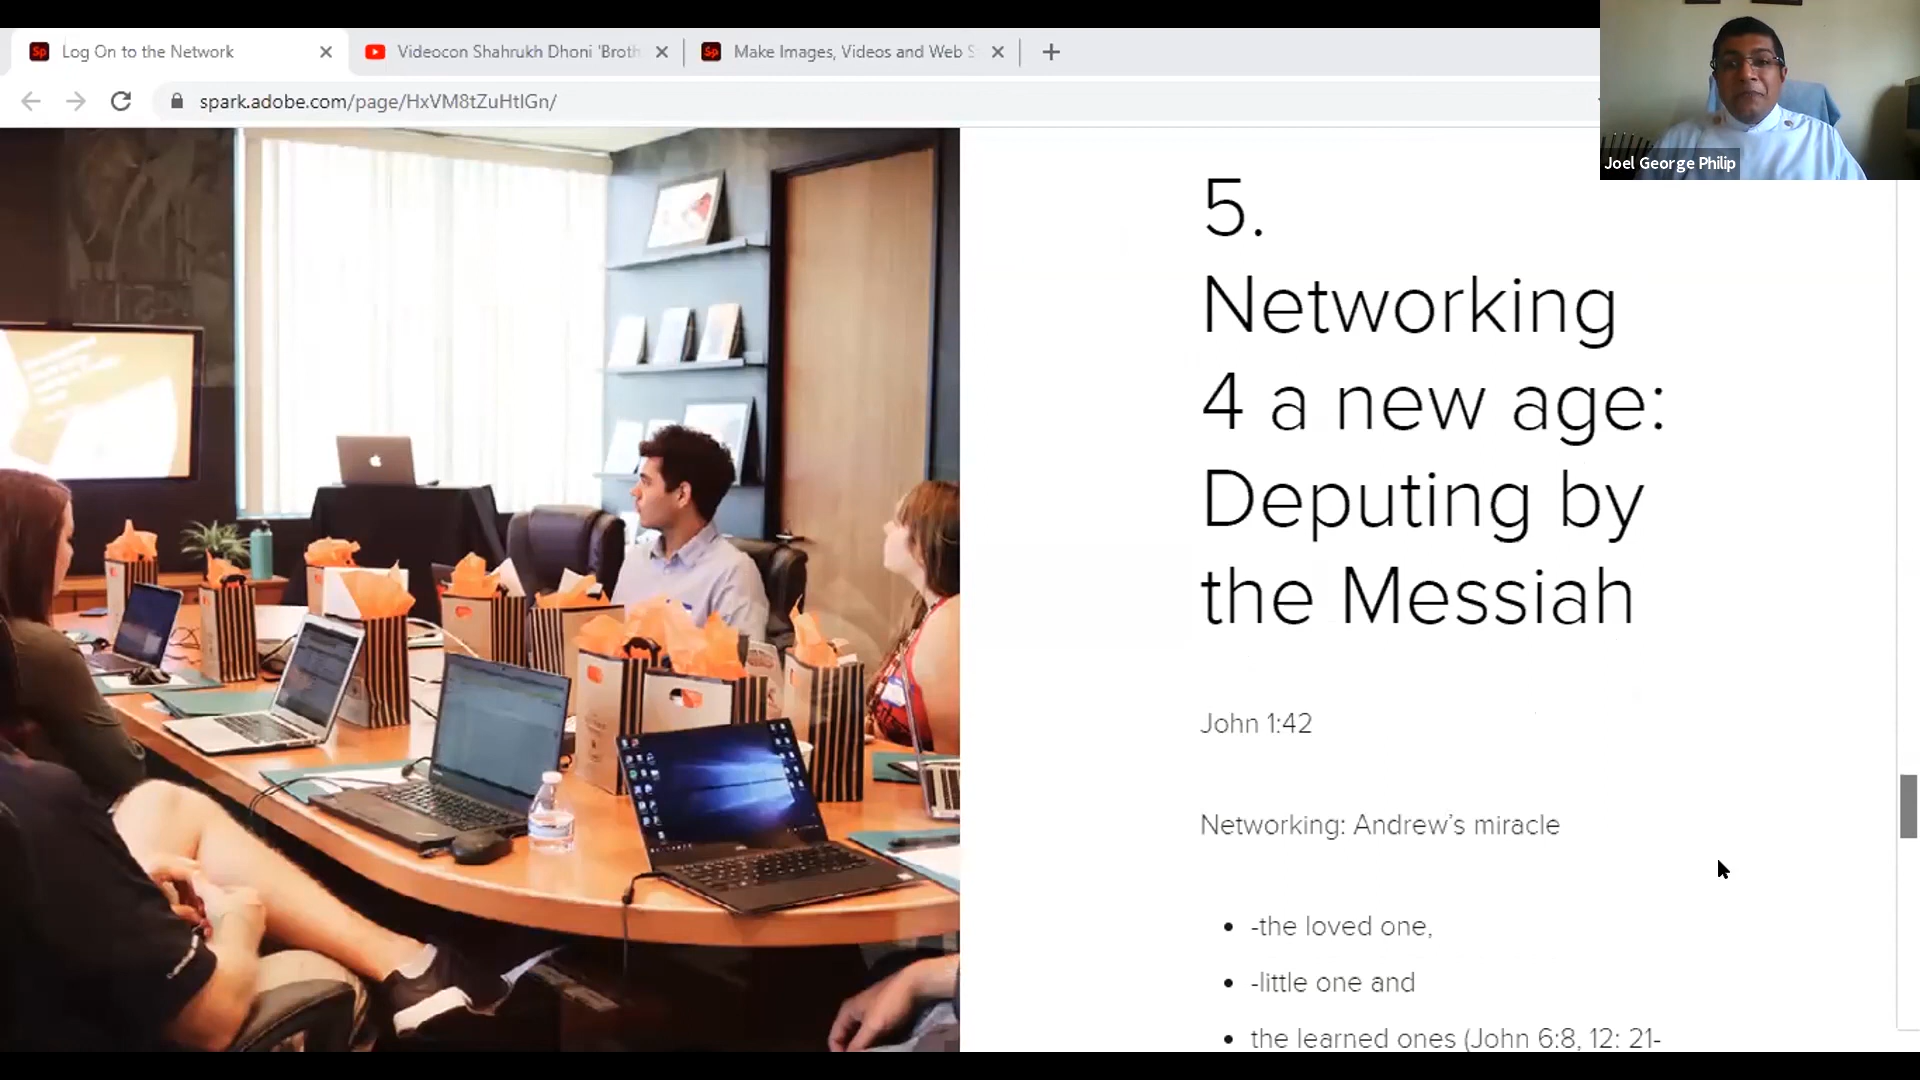 Log On to the Network
Videocon Shahrukh Dhoni 'Broth
Make Images, Videos and Web S
spark.adobe.com/page/HxVM8tZuHtIGn/
Joel George Philip
5.
Networking
4 a new age:
Deputing by
the Messiah
John 1:42
Networking: Andrew's miracle
-the loved one,
-little one and
the learned ones (John 6:8, 12: 21-